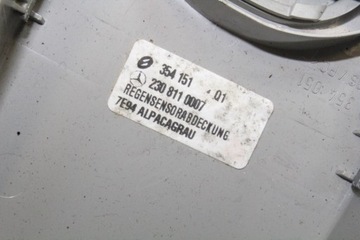 354 151 01
230 811 0007
REGENSENSORABDECKUNG
7E94 ALPACAGRAU